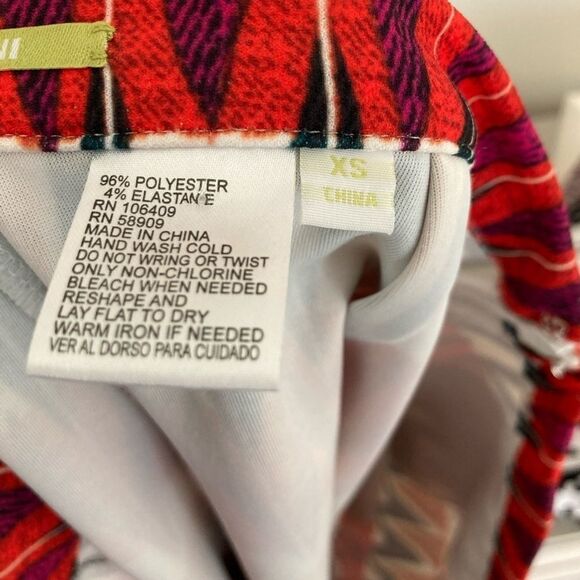 NI
XS
CHINA
96% POLYESTER
4% ELASTANE
RN 106409
RN 58909
MADE IN CHINA
HAND WASH COLD
DO NOT WRING OR TWIST
ONLY NON-CHLORINE
BLEACH WHEN NEEDED
RESHAPE AND
LAY FLAT TO DRY
WARM IRON IF NEEDED
VER AL DORSO PARA CUIDADO